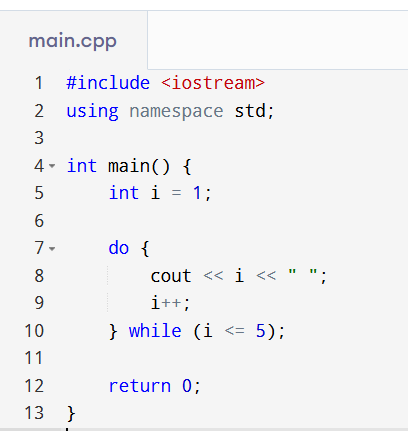 main.cpp
1 #include <iostream>
2 using namespace std;
3
4 int main() {
5     int i = 1;
6
7     do {
8         cout << i << " ";
9         i++;
10     } while (i <= 5);
11
12     return 0;
13 }